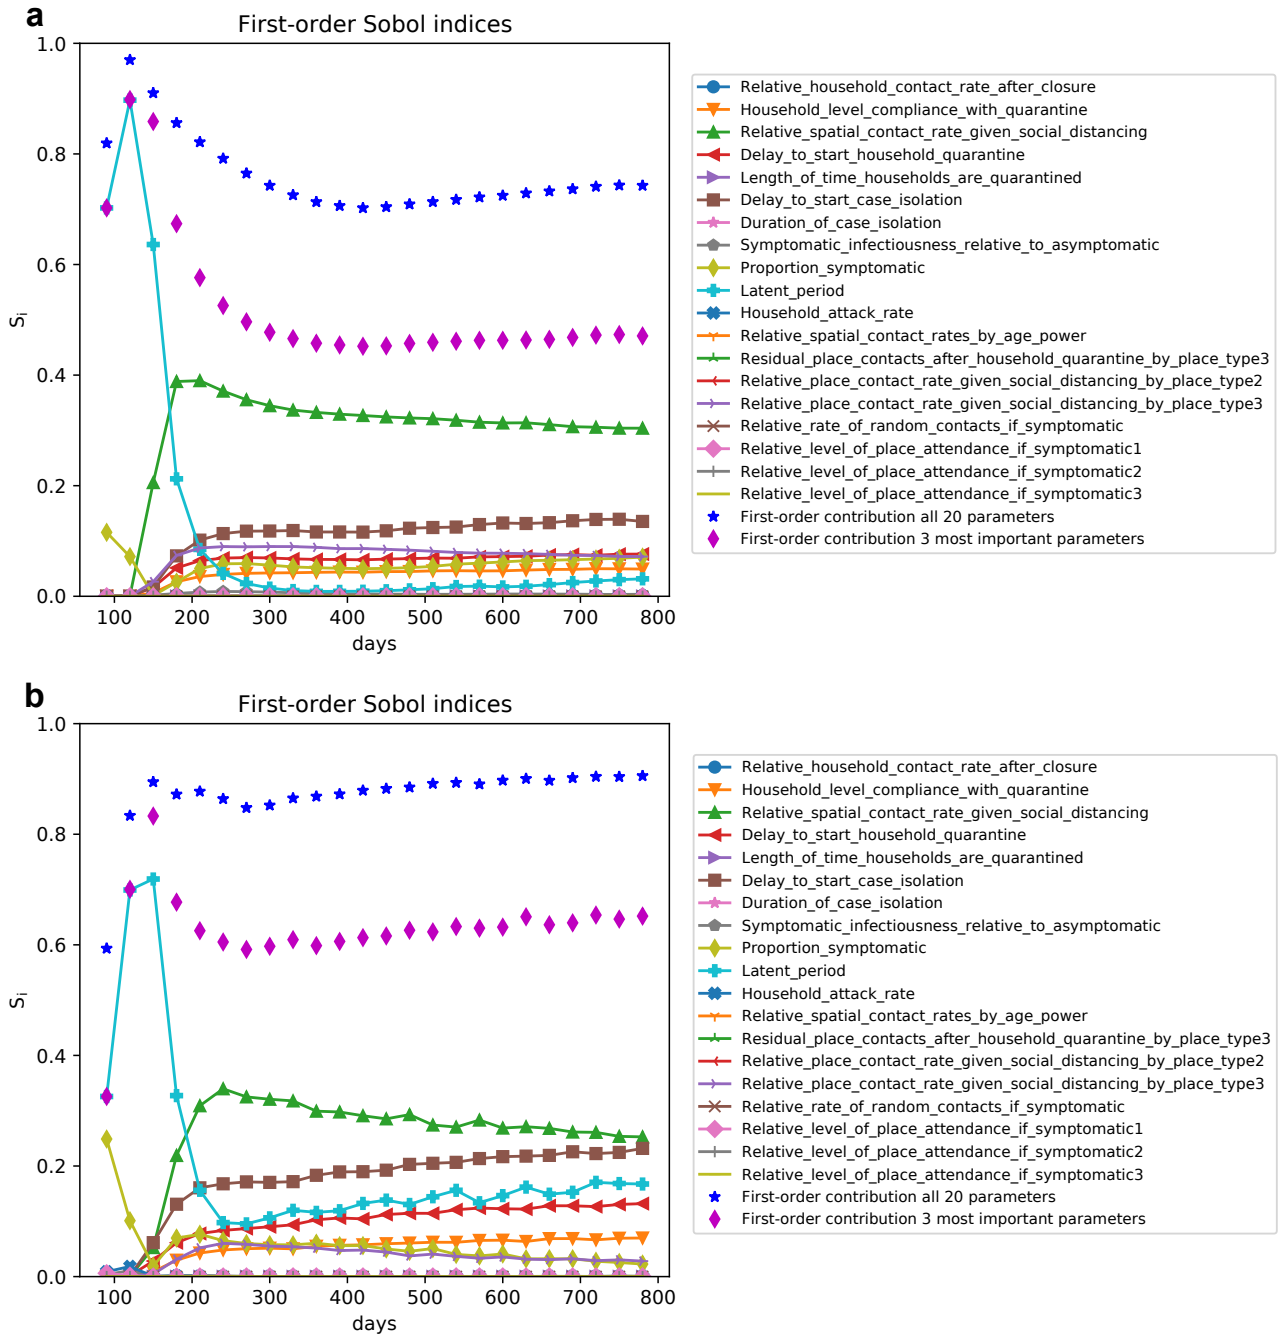 a
First-order Sobol indices
1.0
0.8
0.6
0.4
0.2
0.0
Si
100
200
300
400
500
600
700
800
days
Relative_household_contact_rate_after_closure
Household_level_compliance_with_quarantine
Relative_spatial_contact_rate_given_social_distancing
Delay_to_start_household_quarantine
Length_of_time_households_are_quarantined
Delay_to_start_case_isolation
Duration_of_case_isolation
Symptomatic_infectiousness_relative_to_asymptomatic
Proportion_symptomatic
Latent_period
Household_attack_rate
Relative_spatial_contact_rates_by_age_power
Residual_place_contacts_after_household_quarantine_by_place_type3
Relative_place_contact_rate_given_social_distancing_by_place_type2
Relative_place_contact_rate_given_social_distancing_by_place_type3
Relative_rate_of_random_contacts_if_symptomatic
Relative_level_of_place_attendance_if_symptomatic1
Relative_level_of_place_attendance_if_symptomatic2
Relative_level_of_place_attendance_if_symptomatic3
First-order contribution all 20 parameters
First-order contribution 3 most important parameters
b
First-order Sobol indices
1.0
0.8
0.6
0.4
0.2
0.0
Si
100
200
300
400
500
600
700
800
days
Relative_household_contact_rate_after_closure
Household_level_compliance_with_quarantine
Relative_spatial_contact_rate_given_social_distancing
Delay_to_start_household_quarantine
Length_of_time_households_are_quarantined
Delay_to_start_case_isolation
Duration_of_case_isolation
Symptomatic_infectiousness_relative_to_asymptomatic
Proportion_symptomatic
Latent_period
Household_attack_rate
Relative_spatial_contact_rates_by_age_power
Residual_place_contacts_after_household_quarantine_by_place_type3
Relative_place_contact_rate_given_social_distancing_by_place_type2
Relative_place_contact_rate_given_social_distancing_by_place_type3
Relative_rate_of_random_contacts_if_symptomatic
Relative_level_of_place_attendance_if_symptomatic1
Relative_level_of_place_attendance_if_symptomatic2
Relative_level_of_place_attendance_if_symptomatic3
First-order contribution all 20 parameters
First-order contribution 3 most important parameters